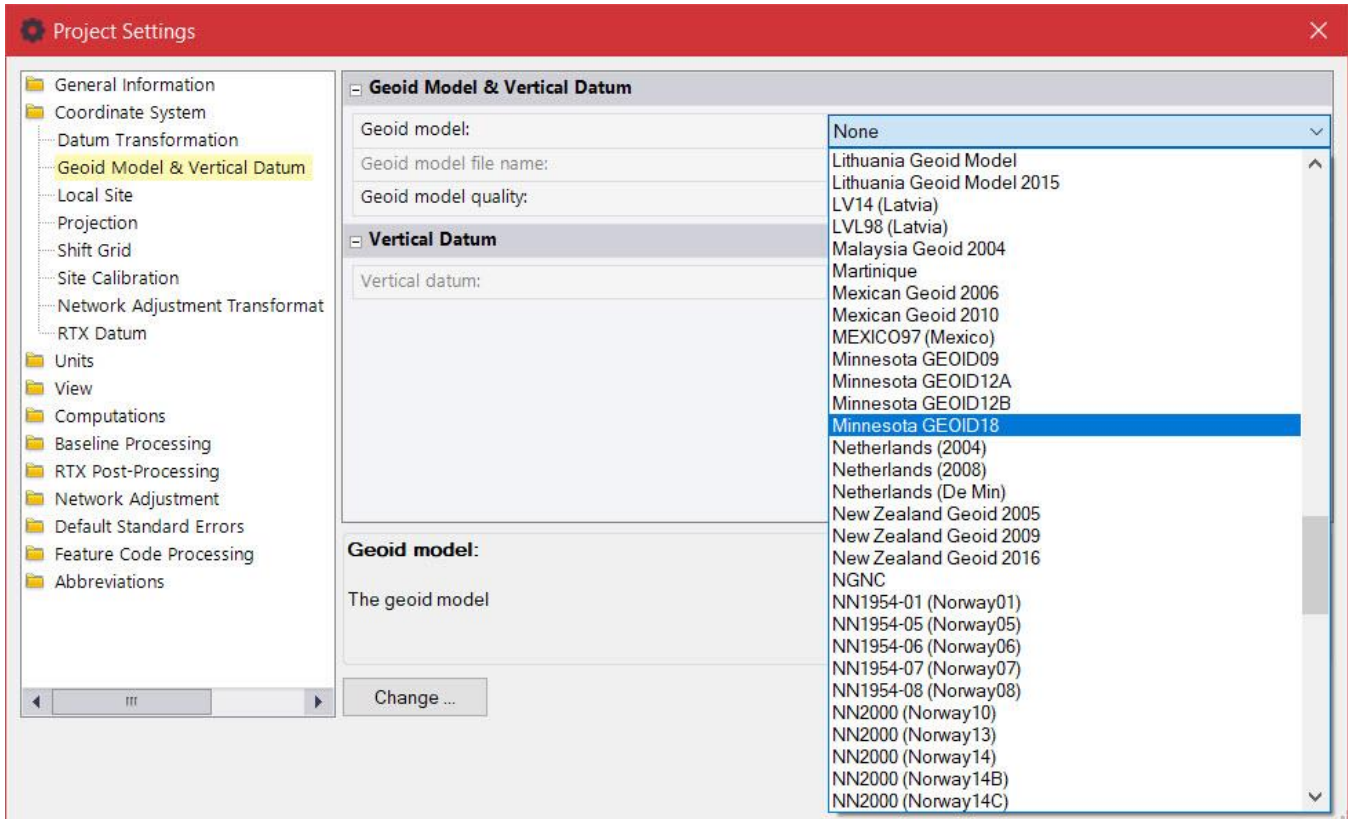 Project Settings
General Information
Coordinate System
Datum Transformation
Geoid Model & Vertical Datum
Local Site
Projection
Shift Grid
Site Calibration
Network Adjustment Transformat
RTX Datum
Units
View
Computations
Baseline Processing
RTX Post-Processing
Network Adjustment
Default Standard Errors
Feature Code Processing
Abbreviations
Geoid Model & Vertical Datum
Geoid model:
None
Geoid model file name:
Geoid model quality:
Vertical Datum
Vertical datum:
Lithuania Geoid Model
Lithuania Geoid Model 2015
LV14 (Latvia)
LVL98 (Latvia)
Malaysia Geoid 2004
Martinique
Mexican Geoid 2006
Mexican Geoid 2010
MEXICO97 (Mexico)
Minnesota GEOID09
Minnesota GEOID12A
Minnesota GEOID12B
Minnesota GEOID18
Netherlands (2004)
Netherlands (2008)
Netherlands (De Min)
New Zealand Geoid 2005
New Zealand Geoid 2009
New Zealand Geoid 2016
NGNC
NN1954-01 (Norway01)
NN1954-05 (Norway05)
NN1954-06 (Norway06)
NN1954-07 (Norway07)
NN1954-08 (Norway08)
NN2000 (Norway10)
NN2000 (Norway13)
NN2000 (Norway14)
NN2000 (Norway14B)
NN2000 (Norway14C)
Geoid model:
The geoid model
Change ...